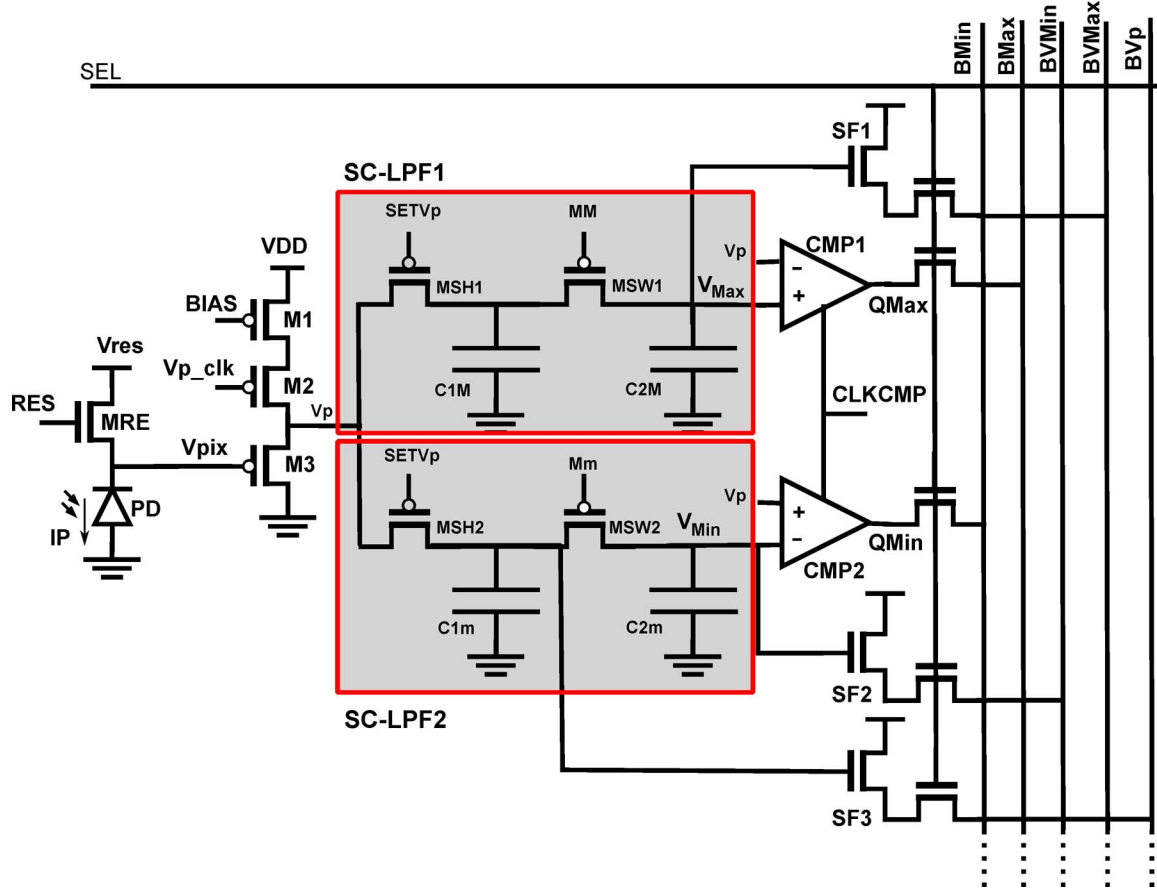 BMin
BMax
BVMin
BVMax
BVp
SEL
SF1
SC-LPF1
SETVp
MM
VDD
Vp
CMP1
MSH1
MSW1
VMax
BIAS
M1
QMax
Vres
Vp_clk
M2
C1M
C2M
CLKCMP
RES
MRE
Vp
Vpix
M3
SETVp
Mm
Vp
PD
MSH2
MSW2
VMin
IP
QMin
CMP2
C1m
C2m
SF2
SC-LPF2
SF3
+
-
+
-